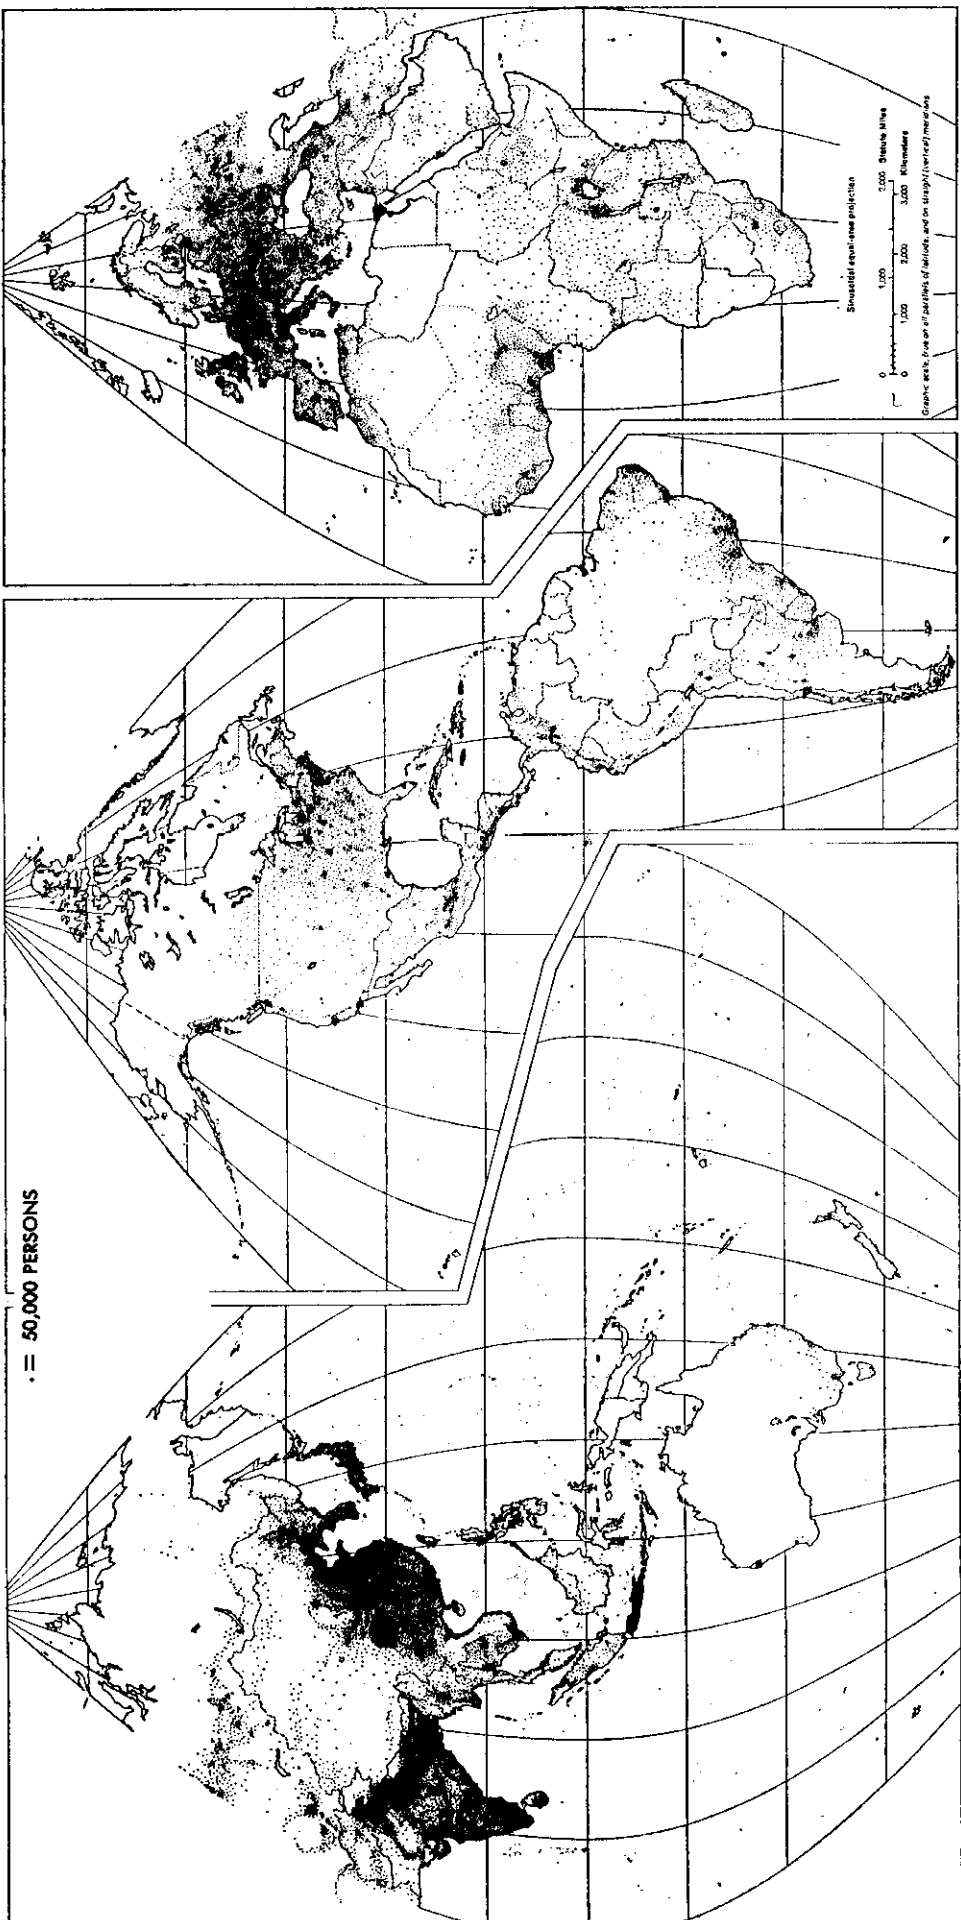 . = 50,000 PERSONS
Sinusoidal equal-area projection
0 1,000 2,000 Statute Miles
0 1,000 2,000 3,000 Kilometers
Graphic scale, true on all parallels of latitude, and on straight (vertical) meridians